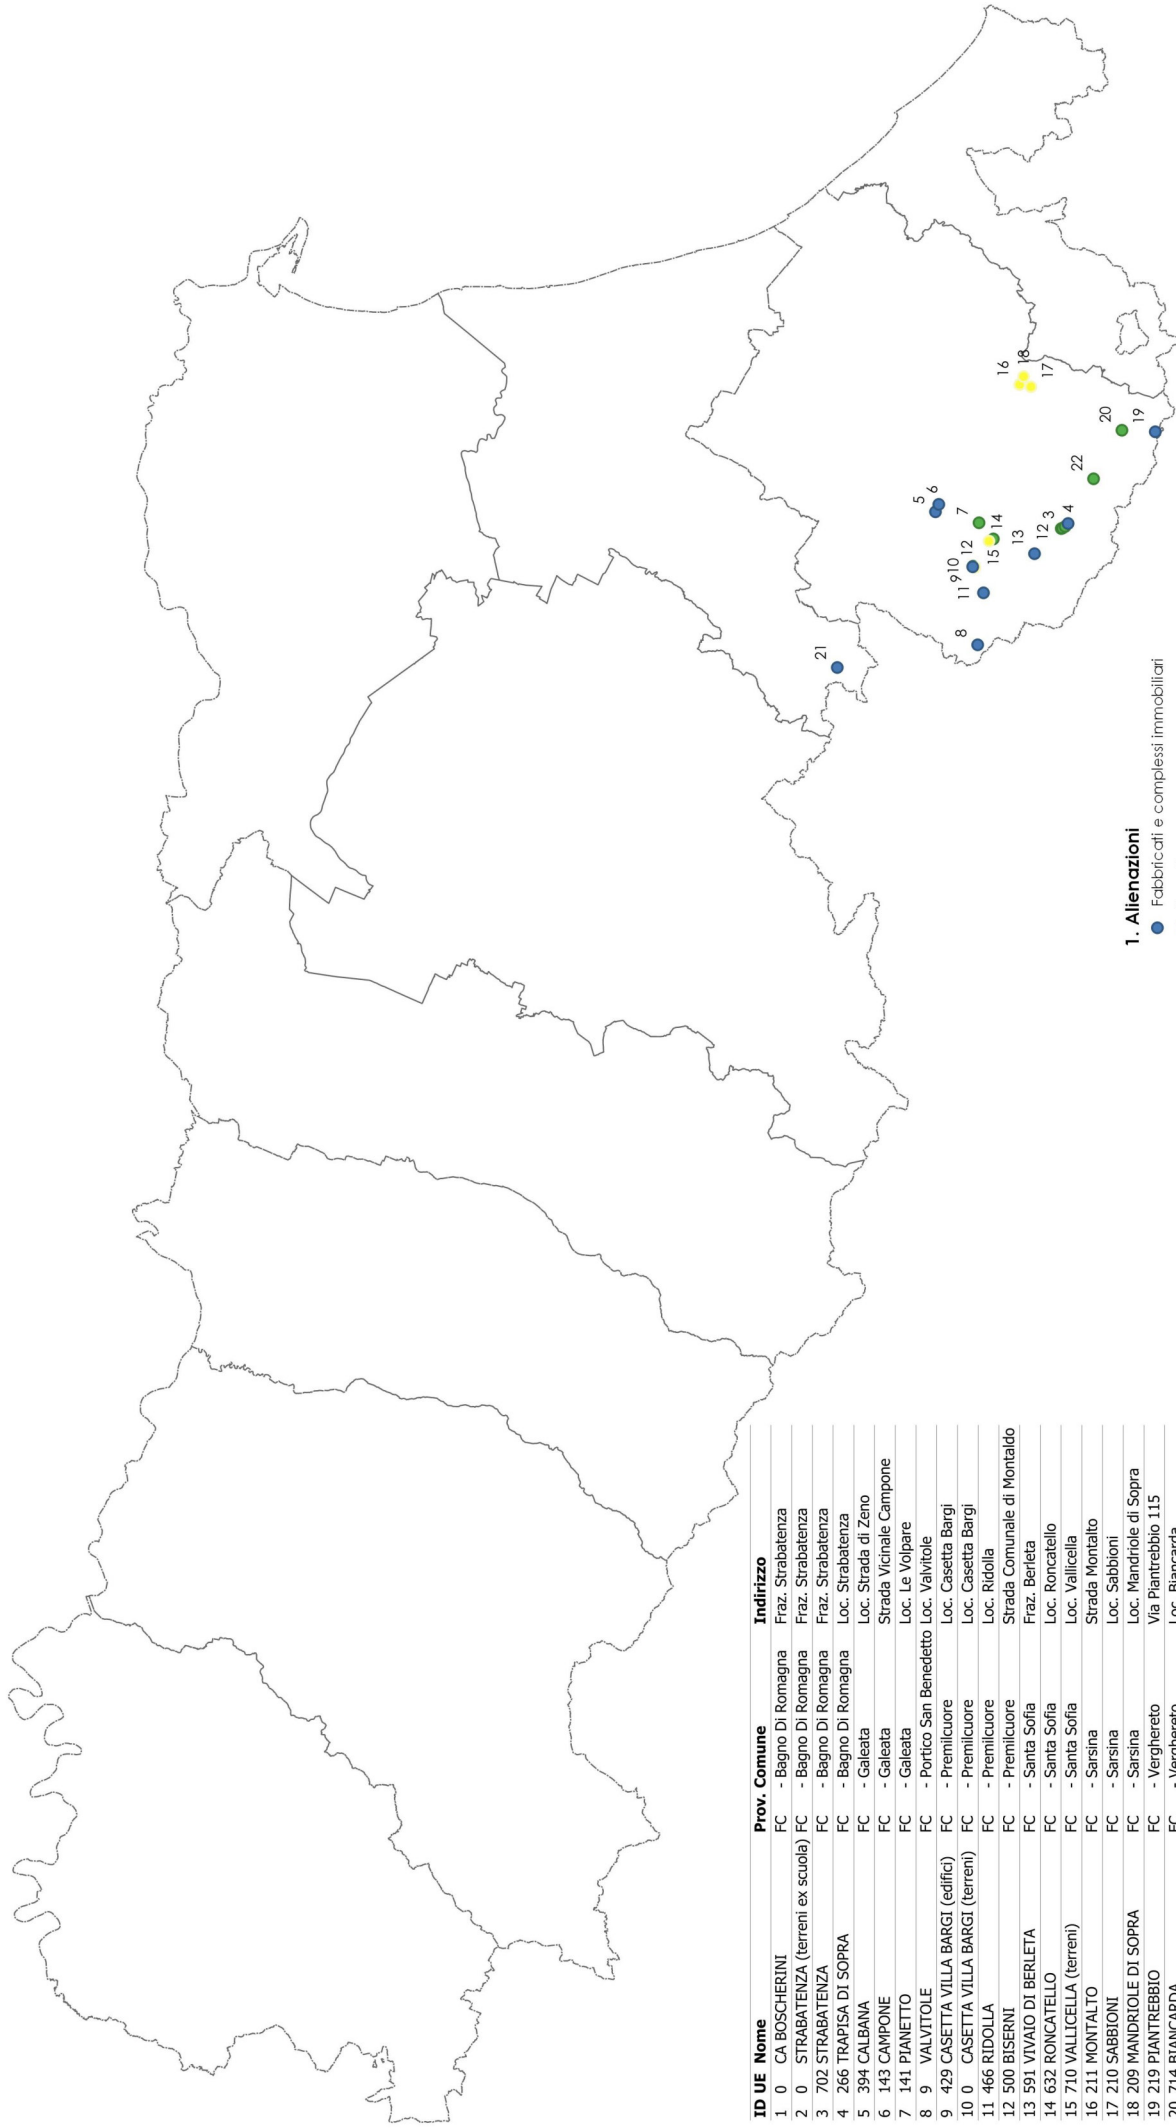 21
8
5
6
7
14
12
15
10
9
11
13
12
3
4
22
20
19
16
18
17
1. Alienazioni
Fabbricati e complessi immobiliari
ID UE Nome Prov. Comune Indirizzo
1 0 CA BOSCHERINI FC - Bagno Di Romagna Fraz. Strabatenza
2 0 STRABATENZA (terreni ex scuola) FC - Bagno Di Romagna Fraz. Strabatenza
3 702 STRABATENZA FC - Bagno Di Romagna Fraz. Strabatenza
4 266 TRAPISA DI SOPRA FC - Bagno Di Romagna Loc. Strabatenza
5 394 CALBANA FC - Galeata Loc. Strada di Zeno
6 143 CAMPONE FC - Galeata Strada Vicinale Campone
7 141 PIANETTO FC - Galeata Loc. Le Volpare
8 9 VALVITOLE FC - Portico San Benedetto Loc. Valvitole
9 429 CASETTA VILLA BARGI (edifici) FC - Premilcuore Loc. Casetta Bargi
10 0 CASETTA VILLA BARGI (terreni) FC - Premilcuore Loc. Casetta Bargi
11 466 RIDOLLA FC - Premilcuore Loc. Ridolla
12 500 BISERNI FC - Premilcuore Strada Comunale di Montaldo
13 591 VIVAIO DI BERLETA FC - Santa Sofia Fraz. Berleta
14 632 RONCATELLO FC - Santa Sofia Loc. Roncatello
15 710 VALLICELLA (terreni) FC - Santa Sofia Loc. Vallicella
16 211 MONTALTO FC - Sarsina Strada Montalto
17 210 SABBIONI FC - Sarsina Loc. Sabbioni
18 209 MANDRIOLE DI SOPRA FC - Sarsina Loc. Mandriole di Sopra
19 219 PIANTREBBIO FC - Verghereto Via Piantrebbio 115
20 714 BIANCARDA FC - Verghereto Loc. Biancarda